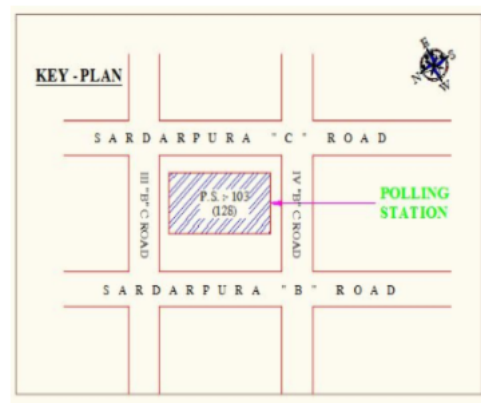 E
S
N
W
KEY - PLAN
SARDARPURA "C" ROAD
III "B" C ROAD
P.S. :- 103
(128)
IV "B" C ROAD
POLLING
STATION
SARDARPURA "B" ROAD